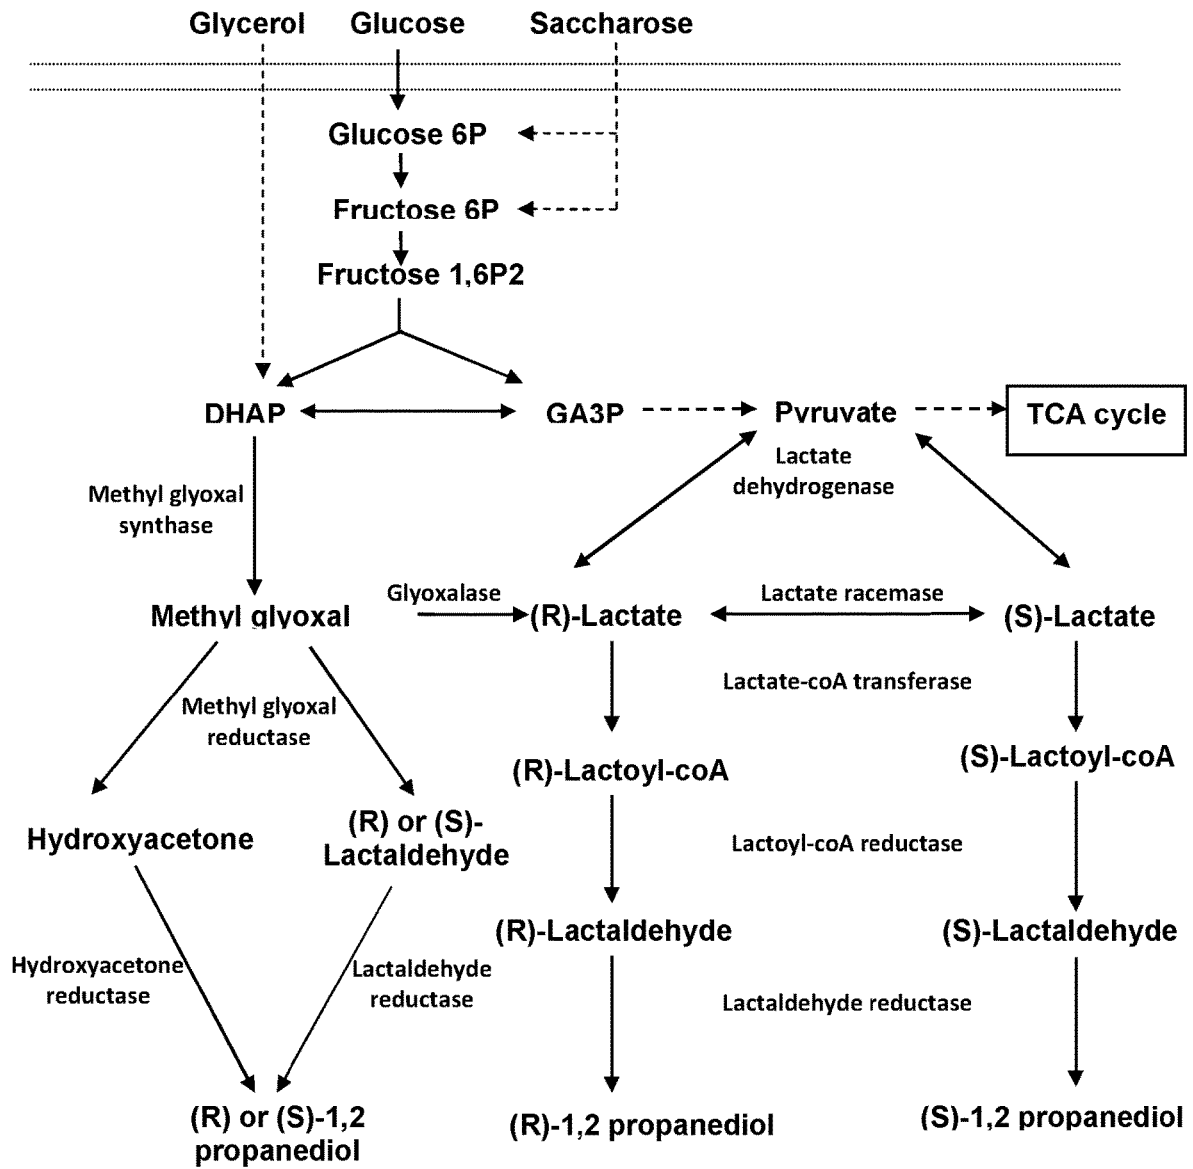 Glycerol Glucose Saccharose
Glucose 6P
Fructose 6P
Fructose 1,6P2
DHAP GA3P Pyruvate TCA cycle
Lactate
dehydrogenase
Methyl glyoxal
synthase
Glyoxalase Lactate racemase
Methyl glyoxal (R)-Lactate (S)-Lactate
Lactate-coA transferase
Methyl glyoxal
reductase
(R)-Lactoyl-coA (S)-Lactoyl-coA
Hydroxyacetone
(R) or (S)-
Lactaldehyde
Lactoyl-coA reductase
(R)-Lactaldehyde (S)-Lactaldehyde
Hydroxyacetone
reductase
Lactaldehyde
reductase
Lactaldehyde reductase
(R) or (S)-1,2
propanediol
(R)-1,2 propanediol (S)-1,2 propanediol